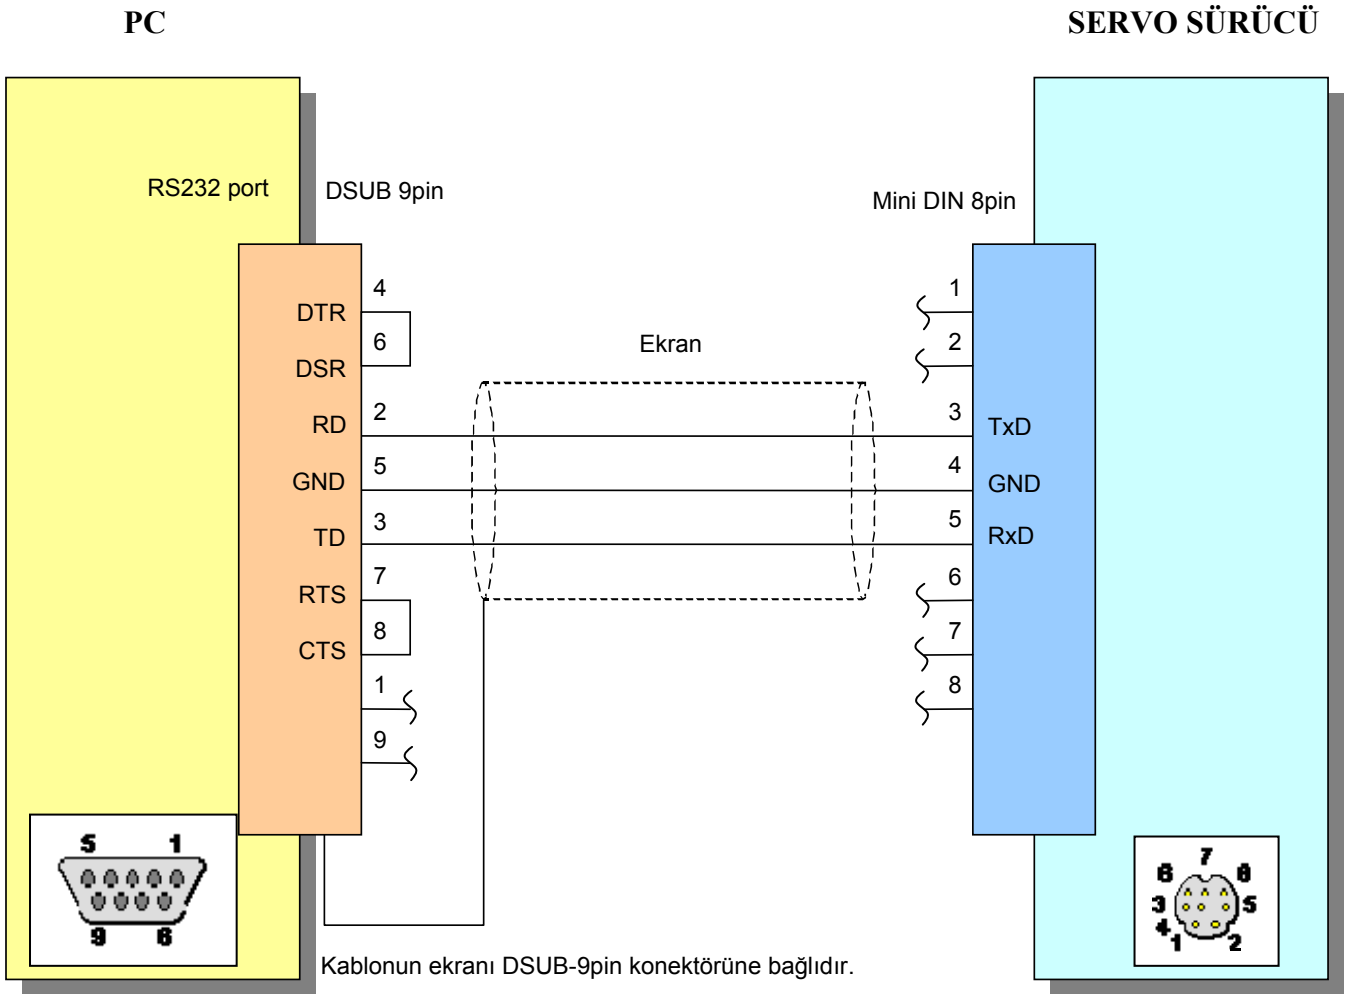 PC
SERVO SÜRÜCÜ
RS232 port
DSUB 9pin
Mini DIN 8pin
4
DTR
6
DSR
2
RD
5
GND
3
TD
7
RTS
8
CTS
1
9
Ekran
1
2
3
TxD
4
GND
5
RxD
6
7
8
5 1
9 6
7
6 8
3 5
4
1 2
Kablonun ekranı DSUB-9pin konektörüne bağlıdır.